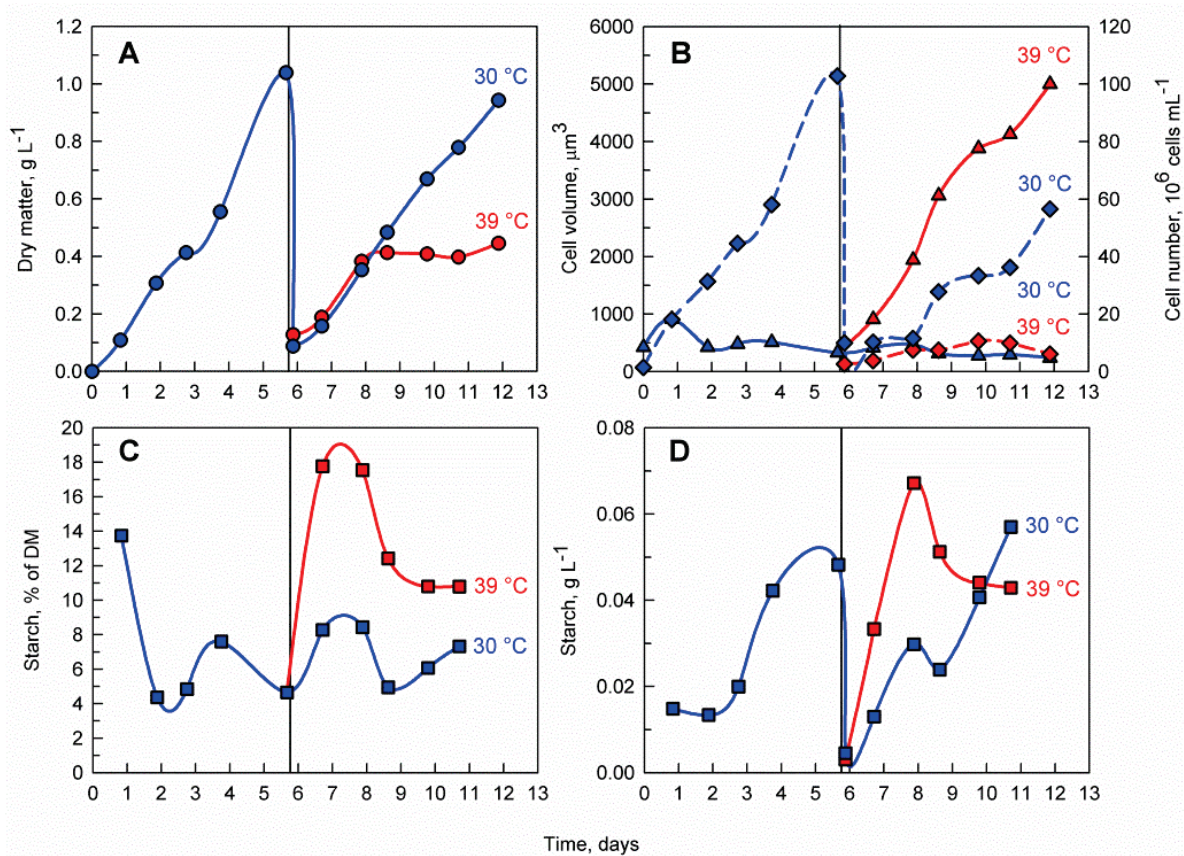 A
Dry matter, g L-1
1.2
1.0
0.8
0.6
0.4
0.2
0.0
30 °C
39 °C
0 1 2 3 4 5 6 7 8 9 10 11 12 13
B
Cell volume, µm3
6000
5000
4000
3000
2000
1000
0
39 °C
30 °C
30 °C
39 °C
120
100
80
60
40
20
0
Cell number, 106 cells mL-1
0 1 2 3 4 5 6 7 8 9 10 11 12 13
C
Starch, % of DM
20
18
16
14
12
10
8
6
4
2
0
39 °C
30 °C
0 1 2 3 4 5 6 7 8 9 10 11 12 13
D
Starch, g L-1
0.08
0.06
0.04
0.02
0.00
30 °C
39 °C
0 1 2 3 4 5 6 7 8 9 10 11 12 13
Time, days